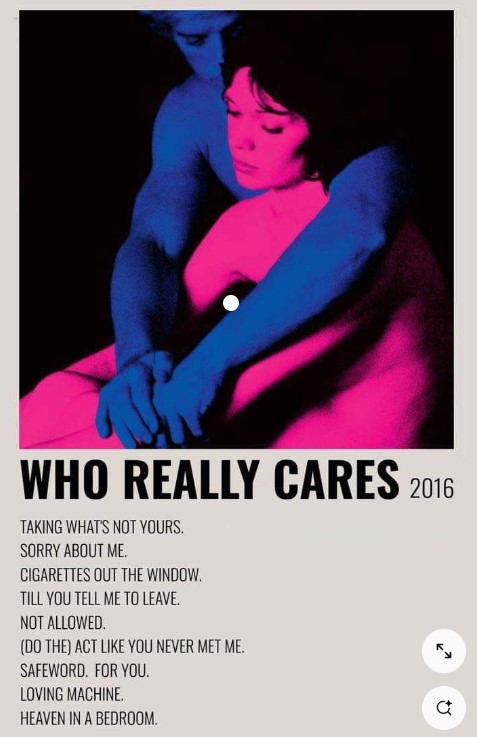 WHO REALLY CARES 2016
TAKING WHAT'S NOT YOURS.
SORRY ABOUT ME.
CIGARETTES OUT THE WINDOW.
TILL YOU TELL ME TO LEAVE.
NOT ALLOWED.
(DO THE) ACT LIKE YOU NEVER MET ME.
SAFEWORD. FOR YOU.
LOVING MACHINE.
HEAVEN IN A BEDROOM.